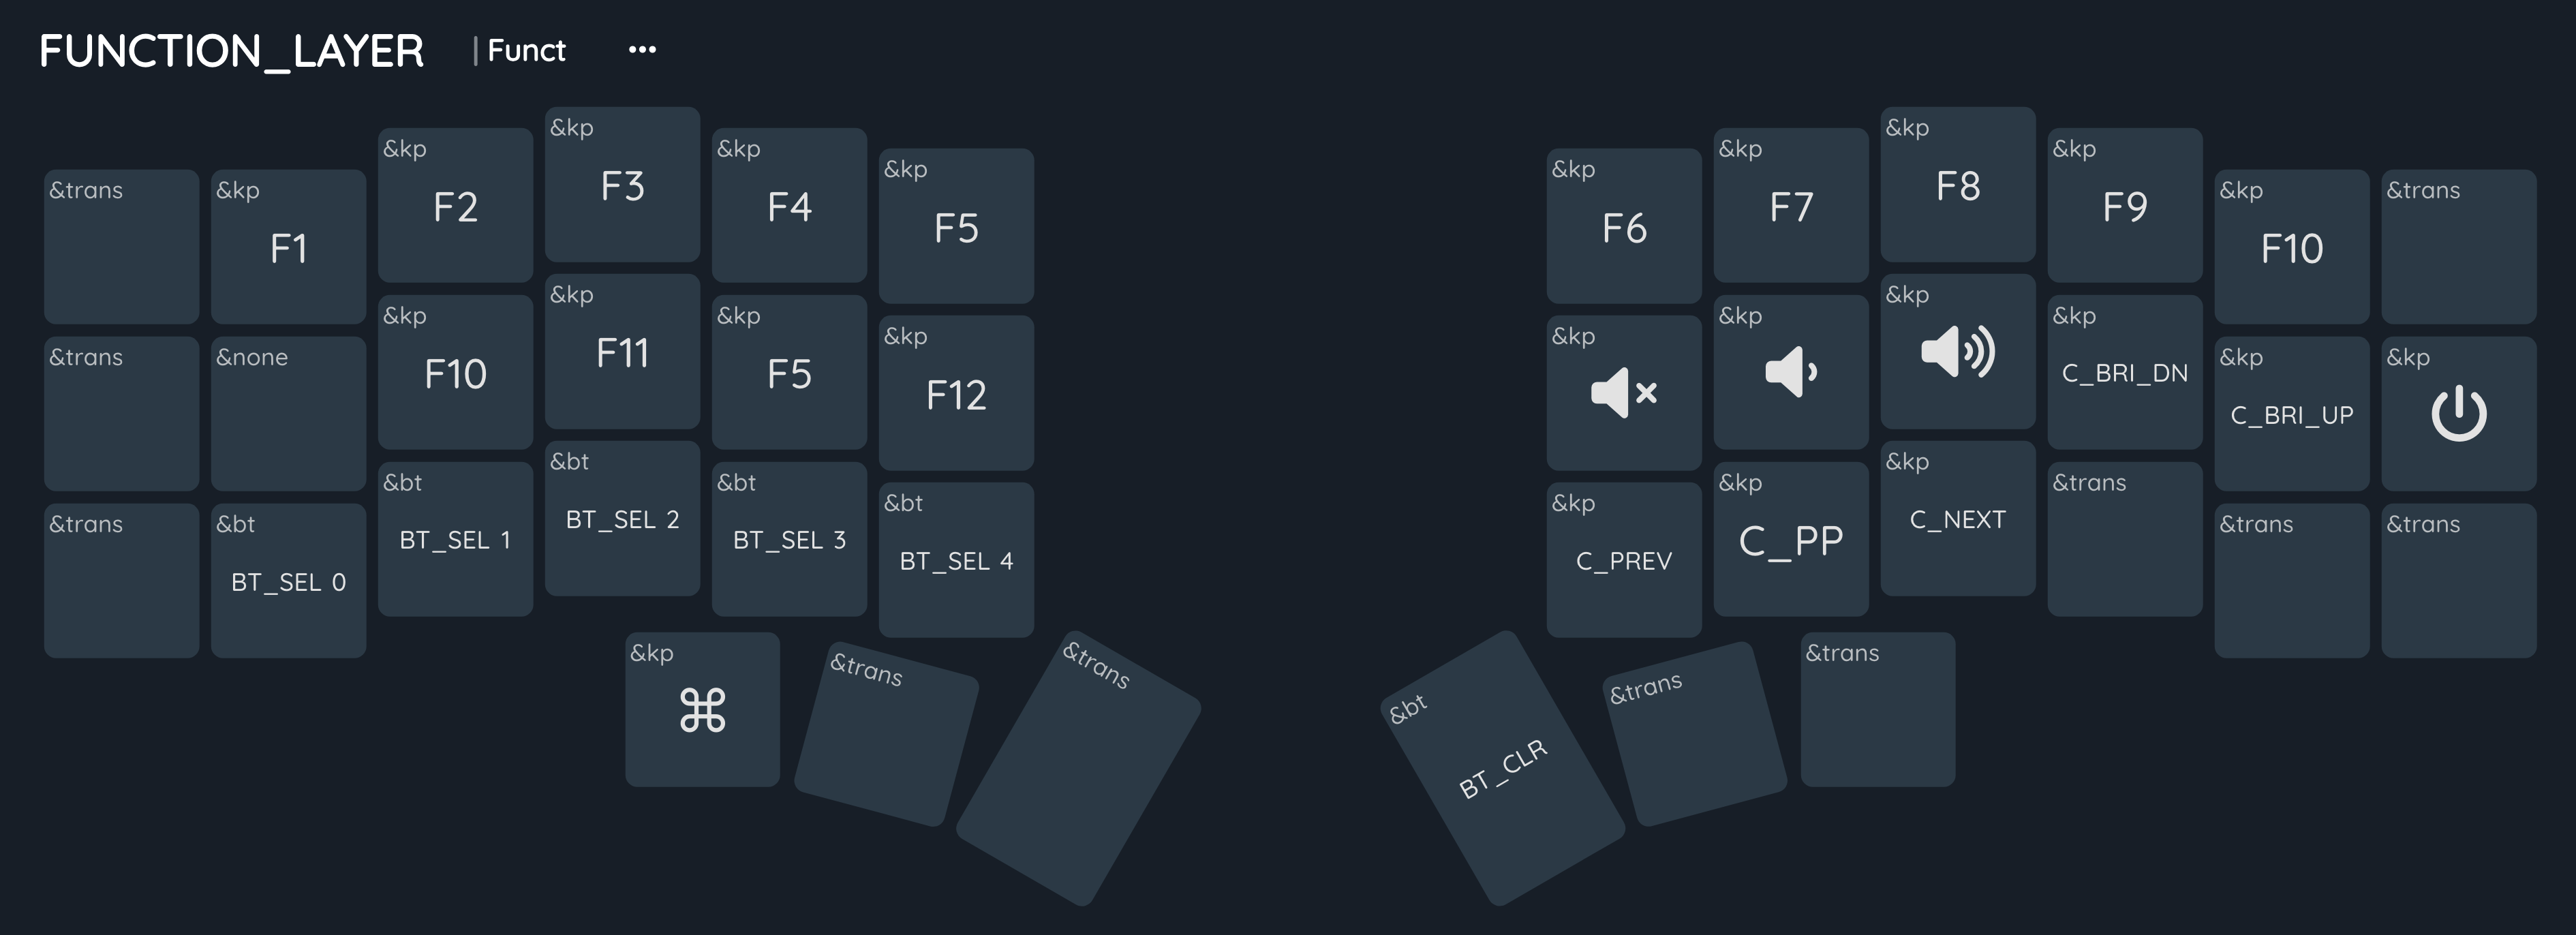 FUNCTION_LAYER | Funct ...
&trans &kp &kp &kp &kp &kp &kp &kp &kp &kp &kp &trans
F1 F2 F3 F4 F5 F6 F7 F8 F9 F10
&trans &none &kp &kp &kp &kp &kp &kp &kp &kp &kp &kp
F10 F11 F5 F12 C_BRI_DN C_BRI_UP
&trans &bt &bt &bt &bt &bt &kp &kp &kp &trans &trans &trans
BT_SEL 0 BT_SEL 1 BT_SEL 2 BT_SEL 3 BT_SEL 4 C_PREV C_PP C_NEXT
&kp &trans &trans &bt &trans &trans
⌘ BT_CLR